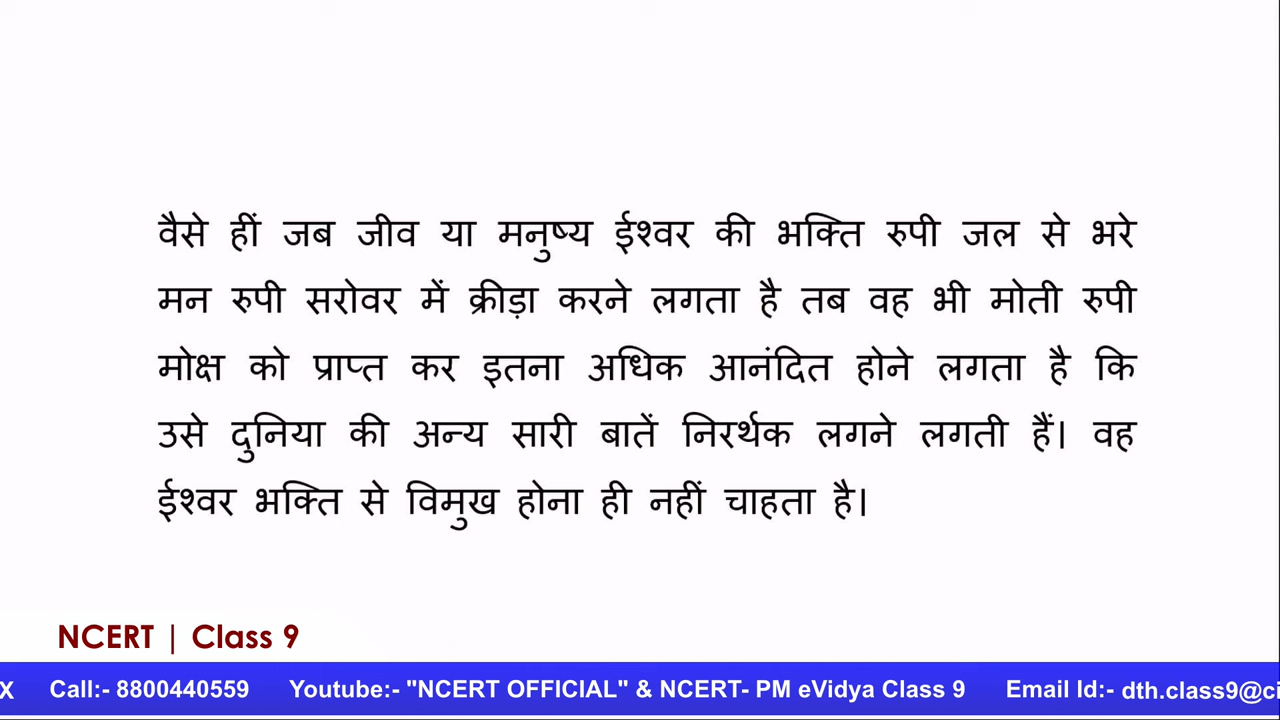 वैसे हीं जब जीव या मनुष्य ईश्वर की भक्ति रुपी जल से भरे
मन रुपी सरोवर में क्रीड़ा करने लगता है तब वह भी मोती रुपी
मोक्ष को प्राप्त कर इतना अधिक आनंदित होने लगता है कि
उसे दुनिया की अन्य सारी बातें निरर्थक लगने लगती हैं। वह
ईश्वर भक्ति से विमुख होना ही नहीं चाहता है।
NCERT | Class 9
X Call:- 8800440559 Youtube:- "NCERT OFFICIAL" & NCERT- PM eVidya Class 9 Email Id:- dth.class9@ci